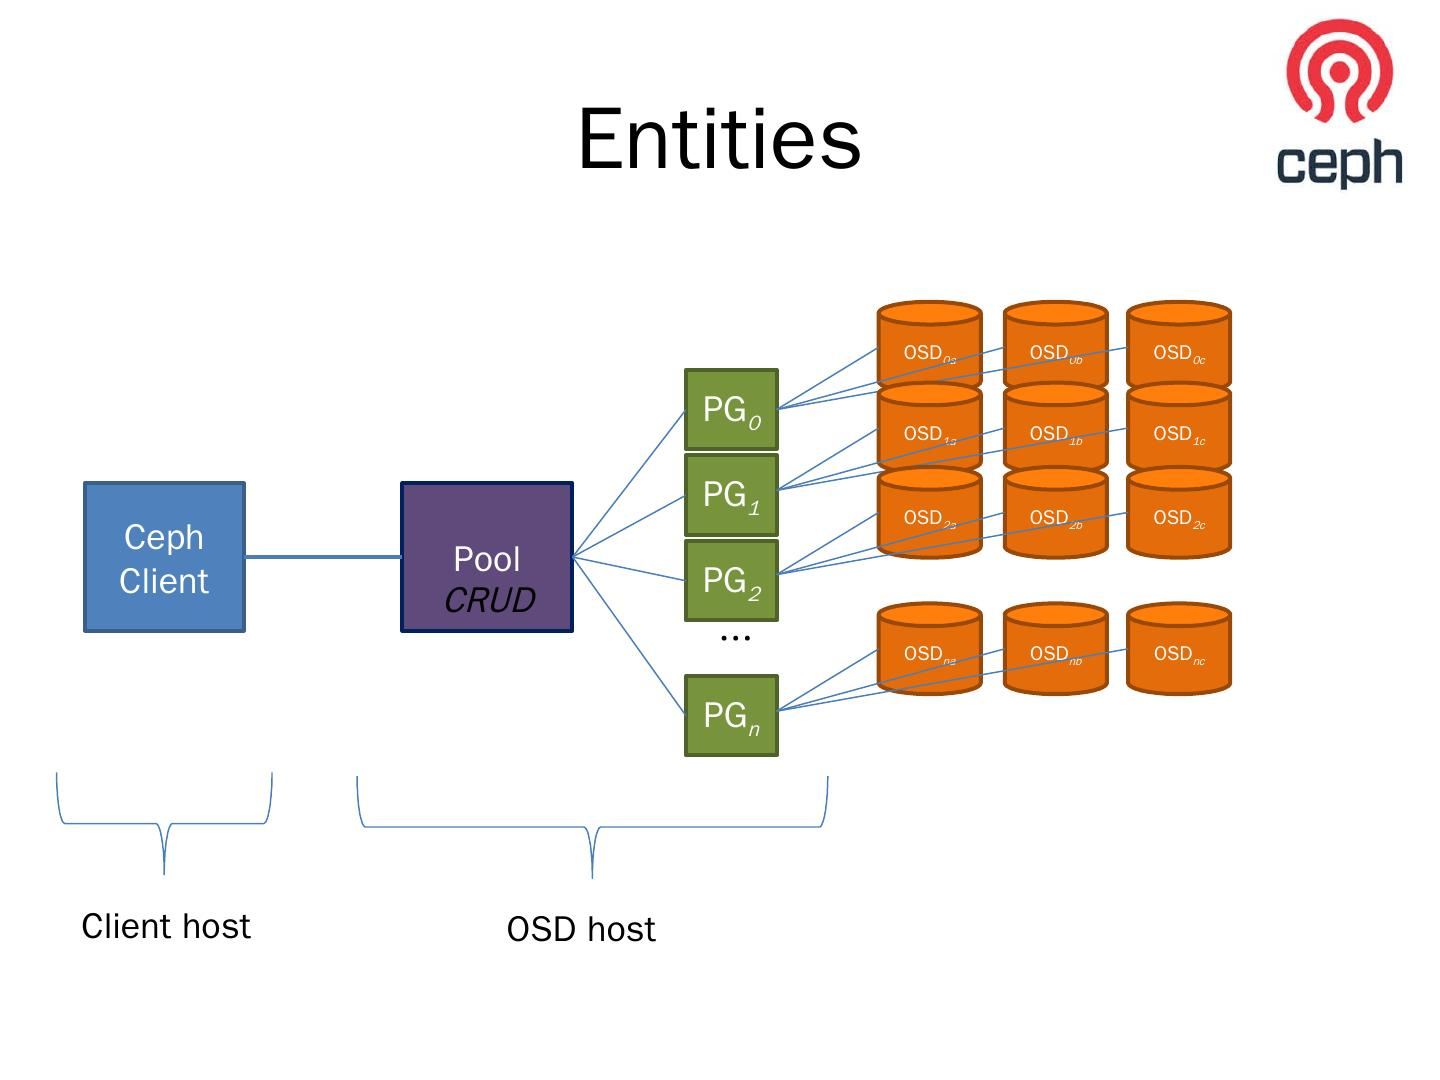 Entities
ceph
Ceph
Client
Pool
CRUD
PG0
PG1
PG2
...
PGn
OSD0a OSD0b OSD0c
OSD1a OSD1b OSD1c
OSD2a OSD2b OSD2c
OSDna OSDnb OSDnc
Client host
OSD host